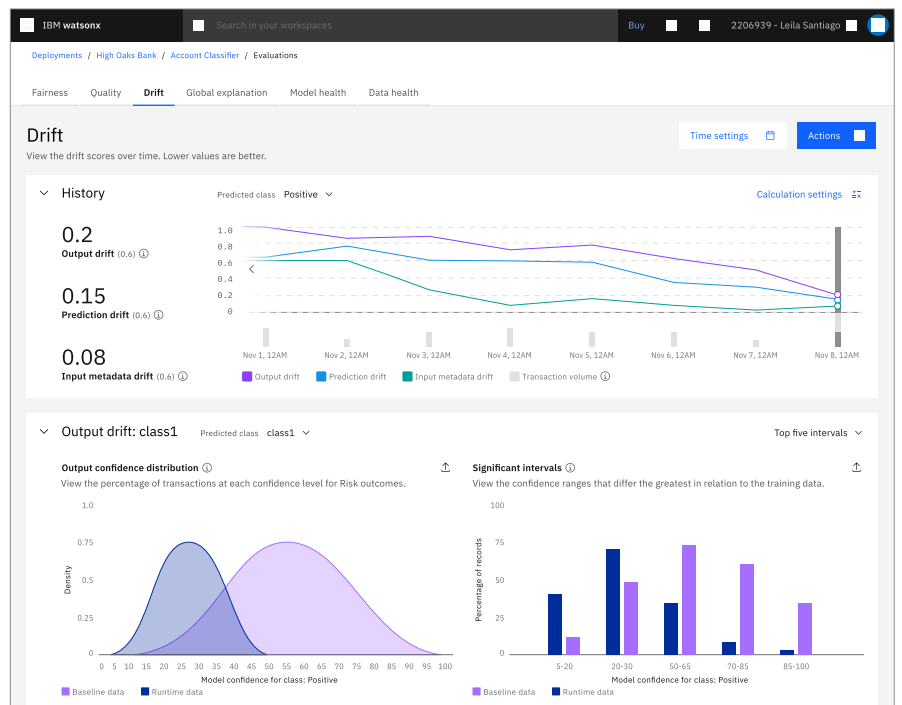 IBM watsonx
Search in your workspaces
Buy
2206939 - Leila Santiago
Deployments / High Oaks Bank / Account Classifier / Evaluations
Fairness Quality Drift Global explanation Model health Data health
Drift
View the drift scores over time. Lower values are better.
Time settings
Actions
History
Predicted class Positive
Calculation settings
0.2
Output drift (0.6)
0.15
Prediction drift (0.6)
0.08
Input metadata drift (0.6)
1.0
0.8
0.6
0.4
0.2
0
Nov 1, 12AM Nov 2, 12AM Nov 3, 12AM Nov 4, 12AM Nov 5, 12AM Nov 6, 12AM Nov 7, 12AM Nov 8, 12AM
Output drift Prediction drift Input metadata drift Transaction volume
Output drift: class1
Predicted class class1
Top five intervals
Output confidence distribution
View the percentage of transactions at each confidence level for Risk outcomes.
1.0
0.75
0.5
0.25
0
Density
0 5 10 15 20 25 30 35 40 45 50 55 60 65 70 75 80 85 90 95 100
Model confidence for class: Positive
Baseline data Runtime data
Significant intervals
View the confidence ranges that differ the greatest in relation to the training data.
100
75
50
25
0
Percentage of records
5-20 20-30 50-65 70-85 85-100
Model confidence for class: Positive
Baseline data Runtime data